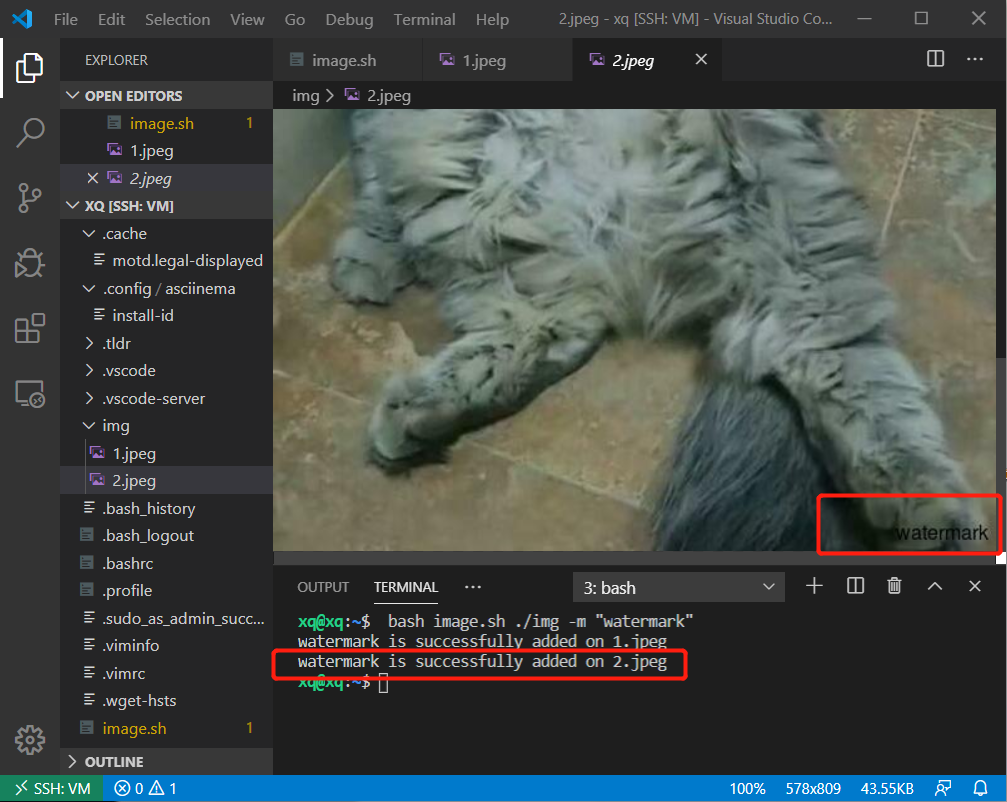 File Edit Selection View Go Debug Terminal Help 2.jpeg - xq [SSH: VM] - Visual Studio Co...
EXPLORER
OPEN EDITORS
image.sh 1
1.jpeg
2.jpeg
XQ [SSH: VM]
.cache
motd.legal-displayed
.config / asciinema
install-id
.tldr
.vscode
.vscode-server
img
1.jpeg
2.jpeg
.bash_history
.bash_logout
.bashrc
.profile
.sudo_as_admin_succ...
.viminfo
.vimrc
.wget-hsts
image.sh 1
OUTLINE
image.sh 1.jpeg 2.jpeg
img > 2.jpeg
watermark
OUTPUT TERMINAL ... 3: bash
xq@xq:~$ bash image.sh ./img -m "watermark"
watermark is successfully added on 1.jpeg
watermark is successfully added on 2.jpeg
xq@xq:~$
SSH: VM 0 1 100% 578x809 43.55KB